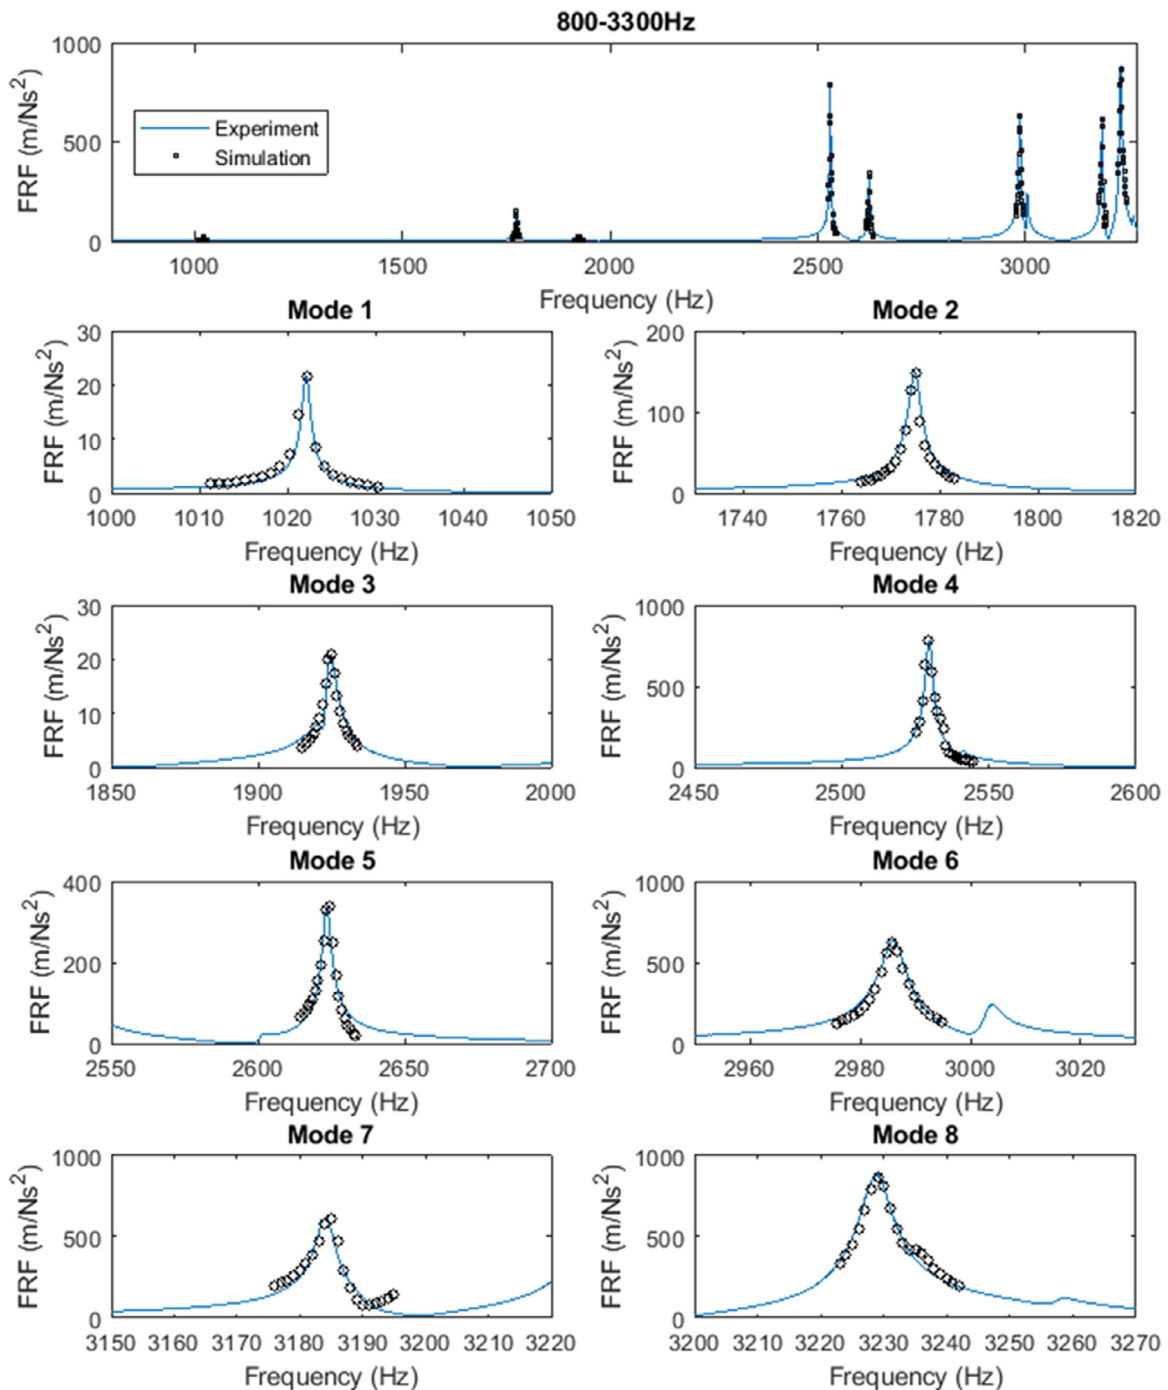 800-3300Hz
1000
500
0
FRF (m/Ns²)
Experiment
Simulation
1000 1500 2000 2500 3000
Frequency (Hz)
Mode 1 Mode 2
30 200
20
100
10
0 0
FRF (m/Ns²) FRF (m/Ns²)
1000 1010 1020 1030 1040 1050 1740 1760 1780 1800 1820
Frequency (Hz) Frequency (Hz)
Mode 3 Mode 4
30 1000
20
500
10
0 0
FRF (m/Ns²) FRF (m/Ns²)
1850 1900 1950 2000 2450 2500 2550 2600
Frequency (Hz) Frequency (Hz)
Mode 5 Mode 6
400 1000
200 500
0 0
FRF (m/Ns²) FRF (m/Ns²)
2550 2600 2650 2700 2960 2980 3000 3020
Frequency (Hz) Frequency (Hz)
Mode 7 Mode 8
1000 1000
500 500
0 0
FRF (m/Ns²) FRF (m/Ns²)
3150 3160 3170 3180 3190 3200 3210 3220 3200 3210 3220 3230 3240 3250 3260 3270
Frequency (Hz) Frequency (Hz)